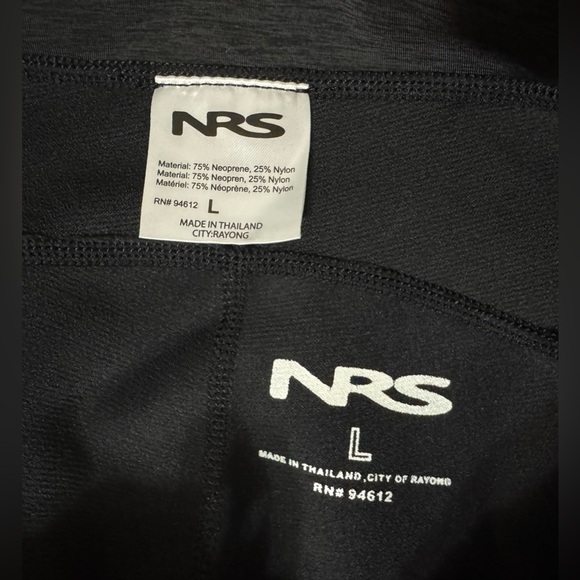 NRS
Material: 75% Neoprene, 25% Nylon
Material: 75% Neopren, 25% Nylon
Matériel: 75% Néoprène, 25% Nylon
RN# 94612 L
MADE IN THAILAND
CITY:RAYONG
NRS
L
MADE IN THAILAND,CITY OF RAYONG
RN# 94612